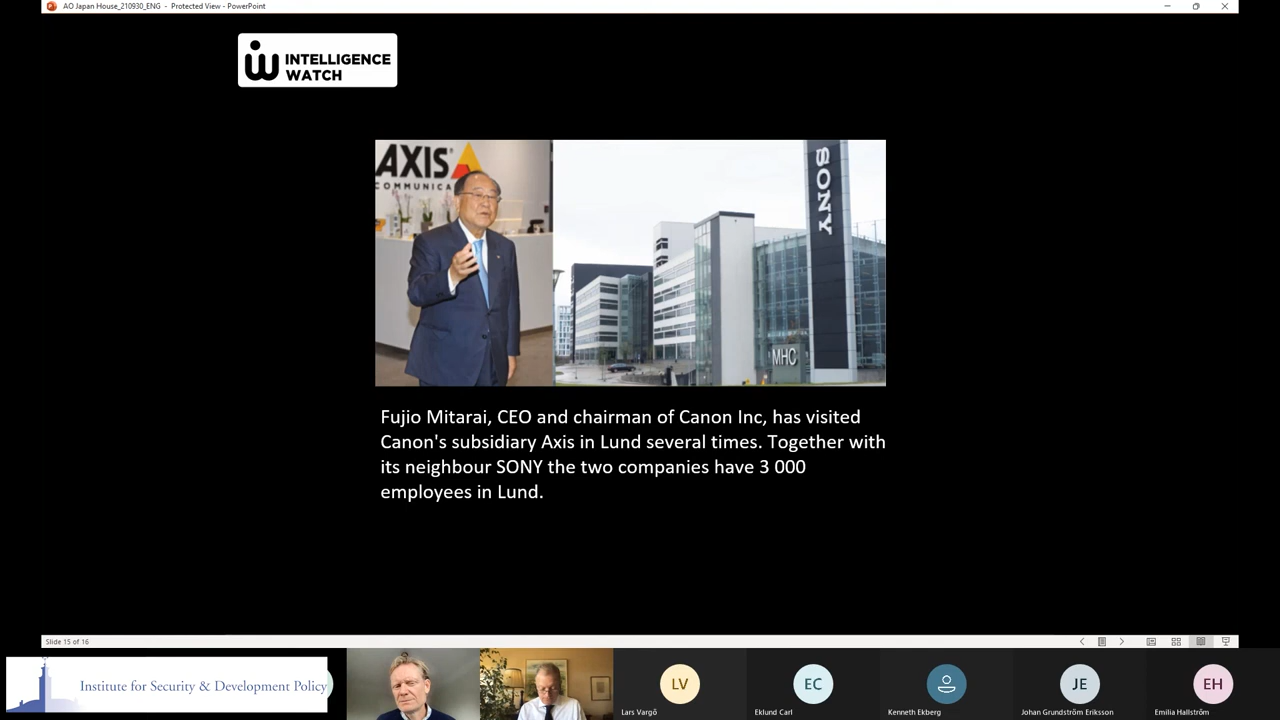 AO Japan House_210930_ENG - Protected View - PowerPoint
INTELLIGENCE
WATCH
AXIS
COMMUNICA
SONY
MHC
Fujio Mitarai, CEO and chairman of Canon Inc, has visited
Canon's subsidiary Axis in Lund several times. Together with
its neighbour SONY the two companies have 3 000
employees in Lund.
Slide 15 of 16
Institute for Security & Development Policy
LV
Lars Vargö
EC
Eklund Carl
Kenneth Ekberg
JE
Johan Grundström Eriksson
EH
Emilia Hallström